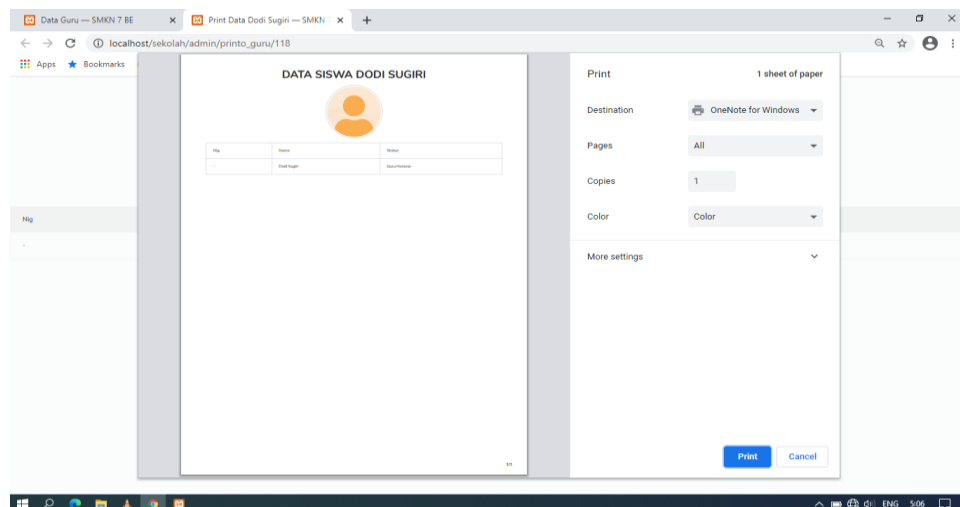 Data Guru — SMKN 7 BE
Print Data Dodi Sugiri — SMKN
localhost/sekolah/admin/printo_guru/118
Apps Bookmarks
DATA SISWA DODI SUGIRI
Nig Nama Status
- Dodi Sugiri Guru Honorer
1/1
Nig
-
Print 1 sheet of paper
Destination OneNote for Windows
Pages All
Copies 1
Color Color
More settings
Print Cancel
ENG 5:06